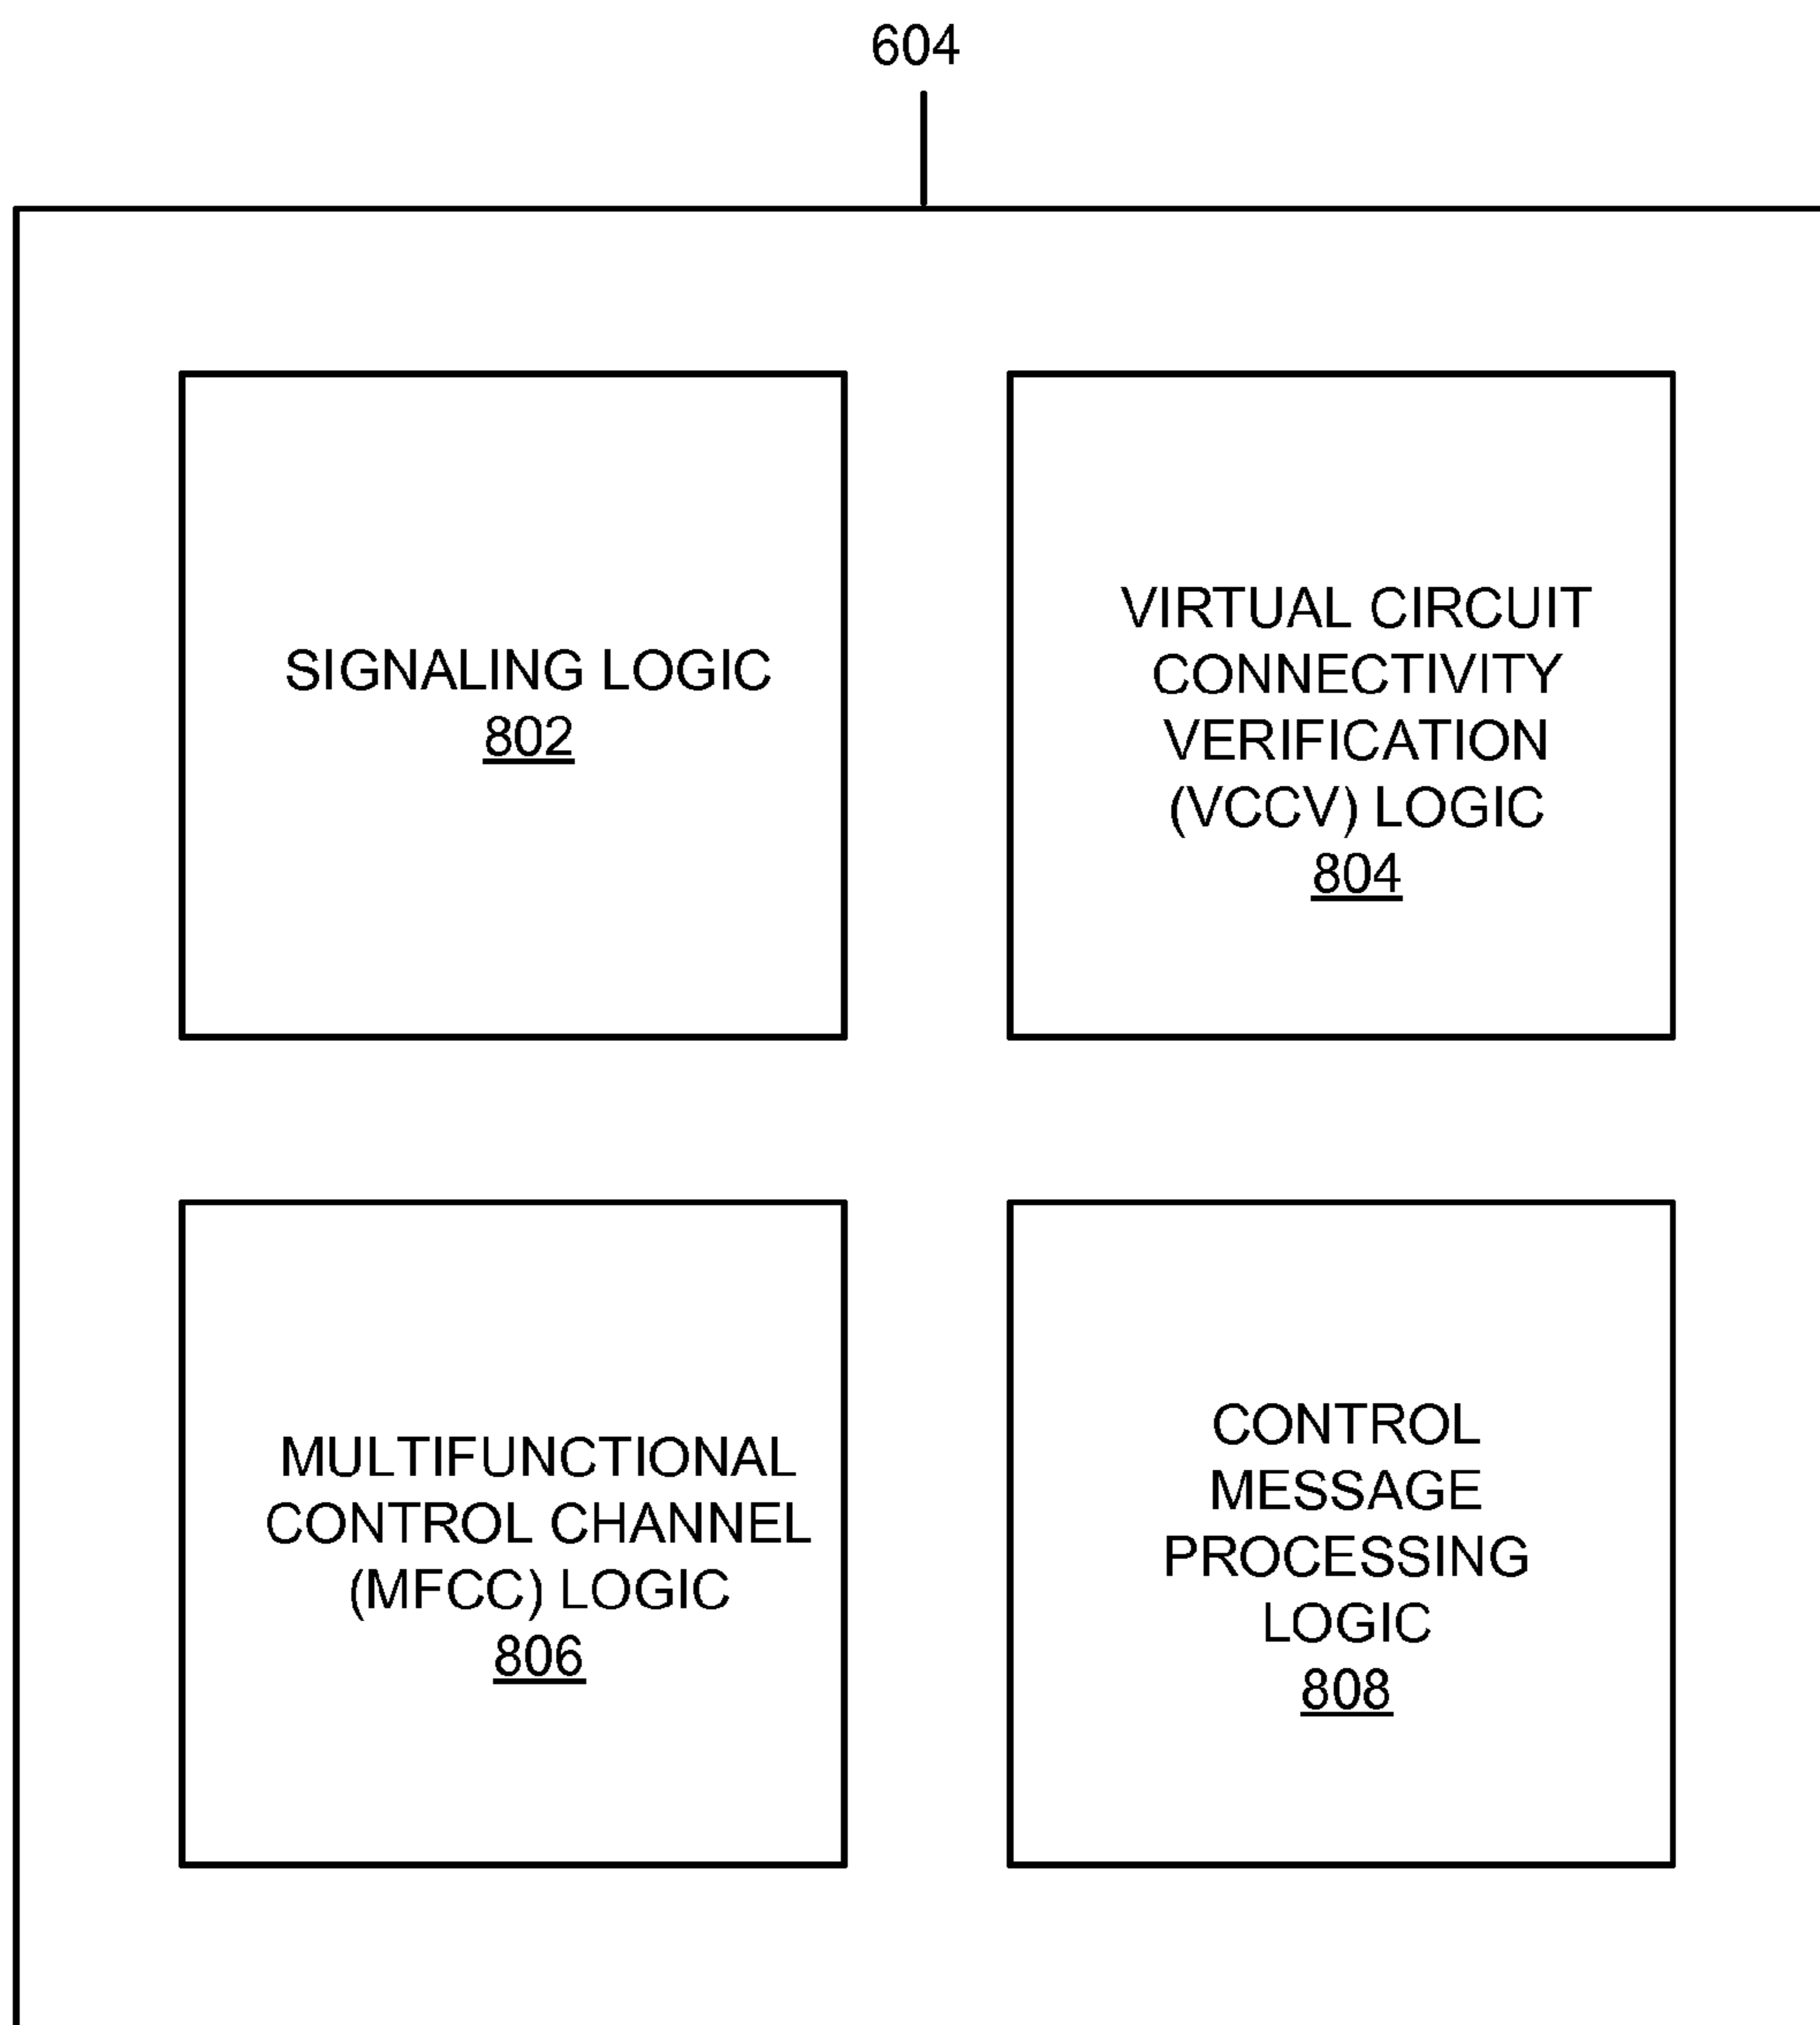 604
SIGNALING LOGIC
802
VIRTUAL CIRCUIT
CONNECTIVITY
VERIFICATION
(VCCV) LOGIC
804
MULTIFUNCTIONAL
CONTROL CHANNEL
(MFCC) LOGIC
806
CONTROL
MESSAGE
PROCESSING
LOGIC
808